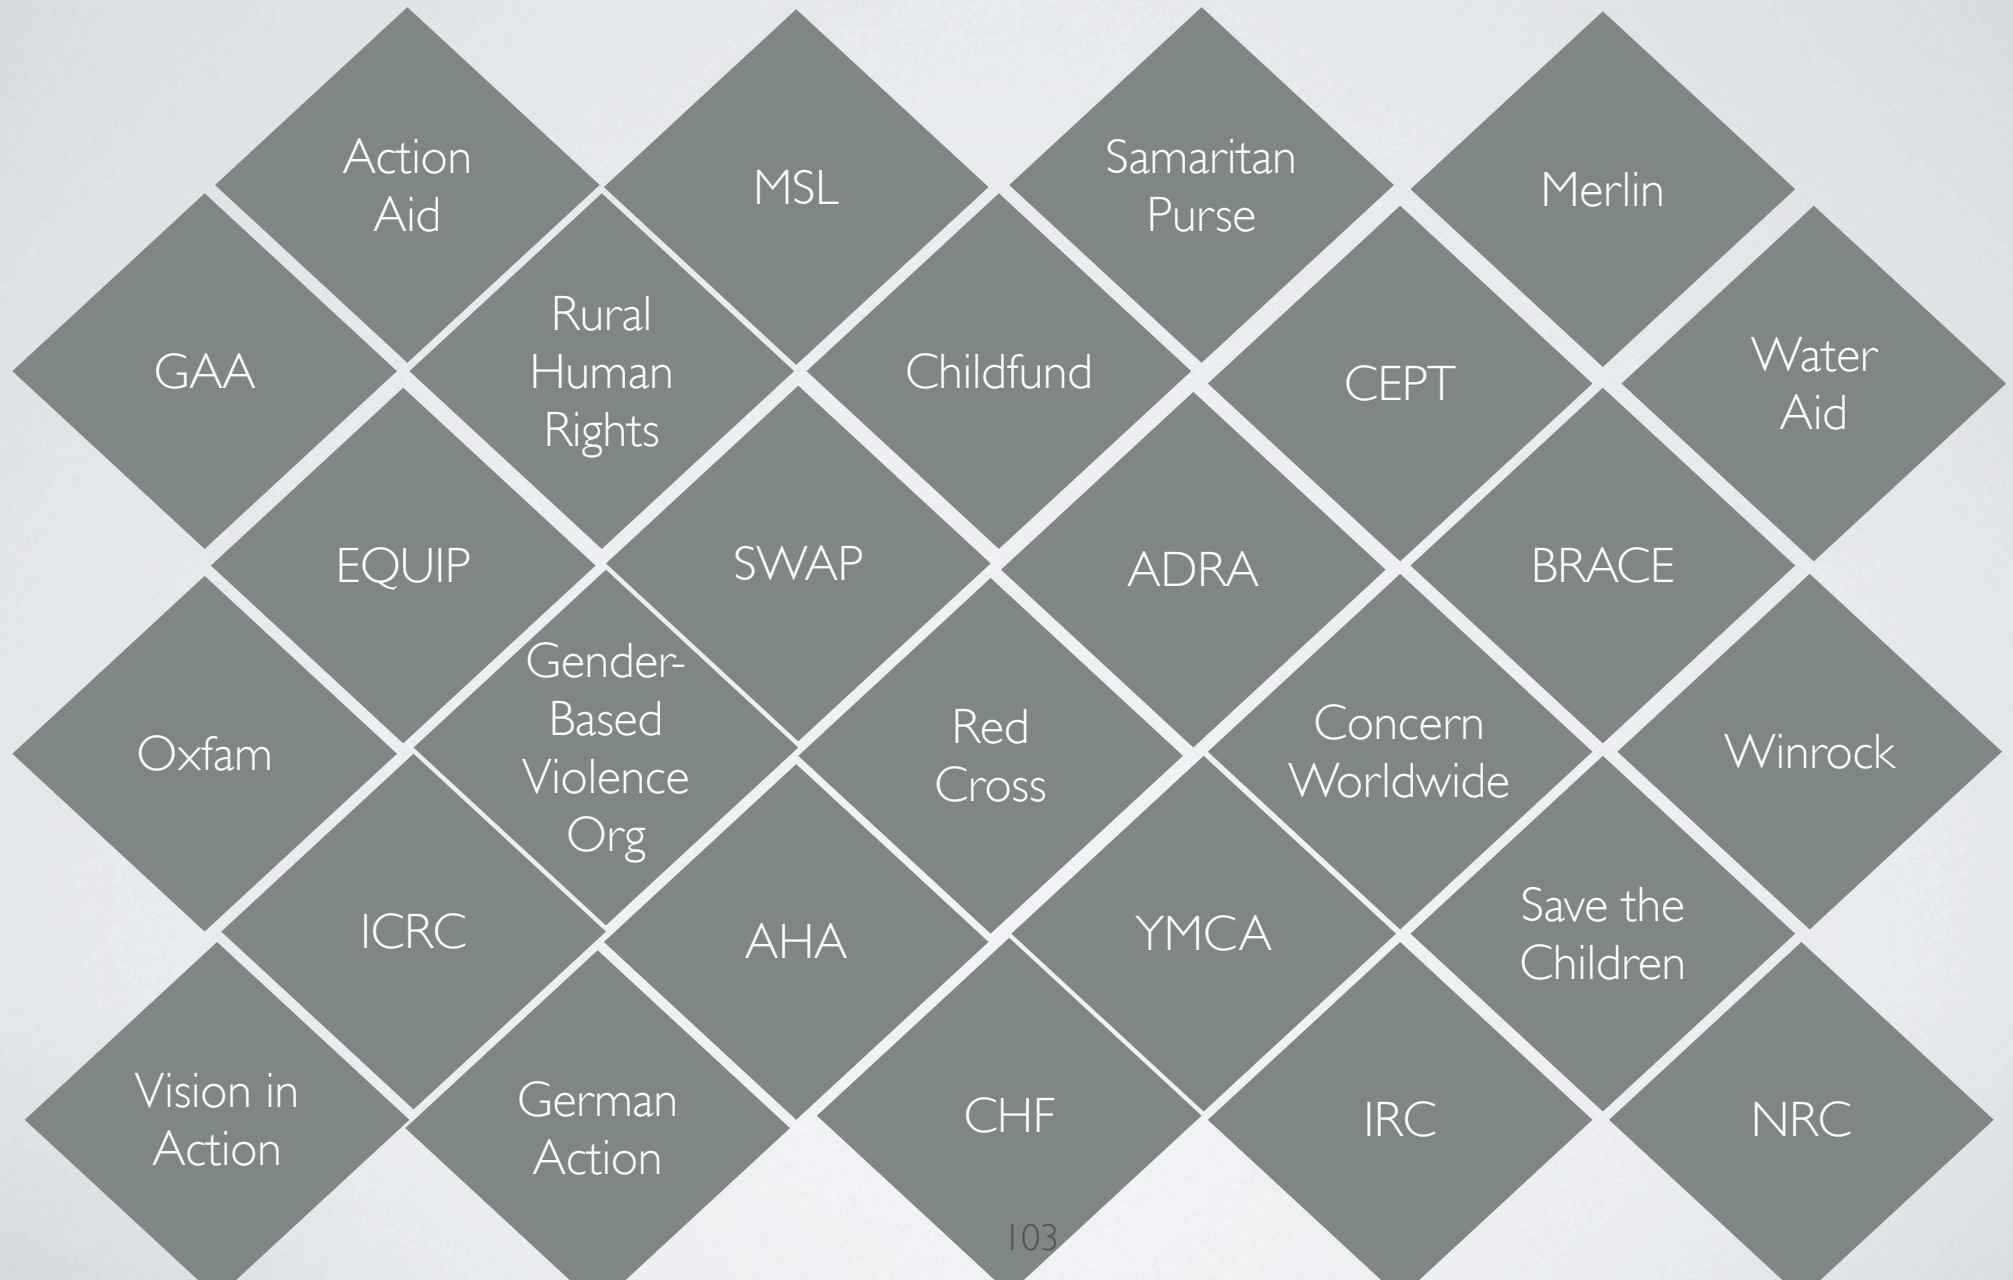 Action
Aid
MSL
Samaritan
Purse
Merlin
GAA
Rural
Human
Rights
Childfund
CEPT
Water
Aid
EQUIP
SWAP
ADRA
BRACE
Oxfam
Gender-
Based
Violence
Org
Red
Cross
Concern
Worldwide
Winrock
ICRC
AHA
YMCA
Save the
Children
Vision in
Action
German
Action
CHF
IRC
NRC
103